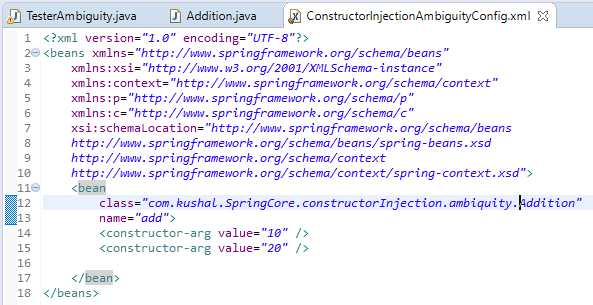 TesterAmbiguity.java Addition.java ConstructorInjectionAmbiguityConfig.xml
1 <?xml version="1.0" encoding="UTF-8"?>
2 <beans xmlns="http://www.springframework.org/schema/beans"
3 xmlns:xsi="http://www.w3.org/2001/XMLSchema-instance"
4 xmlns:context="http://www.springframework.org/schema/context"
5 xmlns:p="http://www.springframework.org/schema/p"
6 xmlns:c="http://www.springframework.org/schema/c"
7 xsi:schemaLocation="http://www.springframework.org/schema/beans
8 http://www.springframework.org/schema/beans/spring-beans.xsd
9 http://www.springframework.org/schema/context
10 http://www.springframework.org/schema/context/spring-context.xsd">
11 <bean
12 class="com.kushal.SpringCore.constructorInjection.ambiquity.Addition"
13 name="add">
14 <constructor-arg value="10" />
15 <constructor-arg value="20" />
16
17 </bean>
18 </beans>